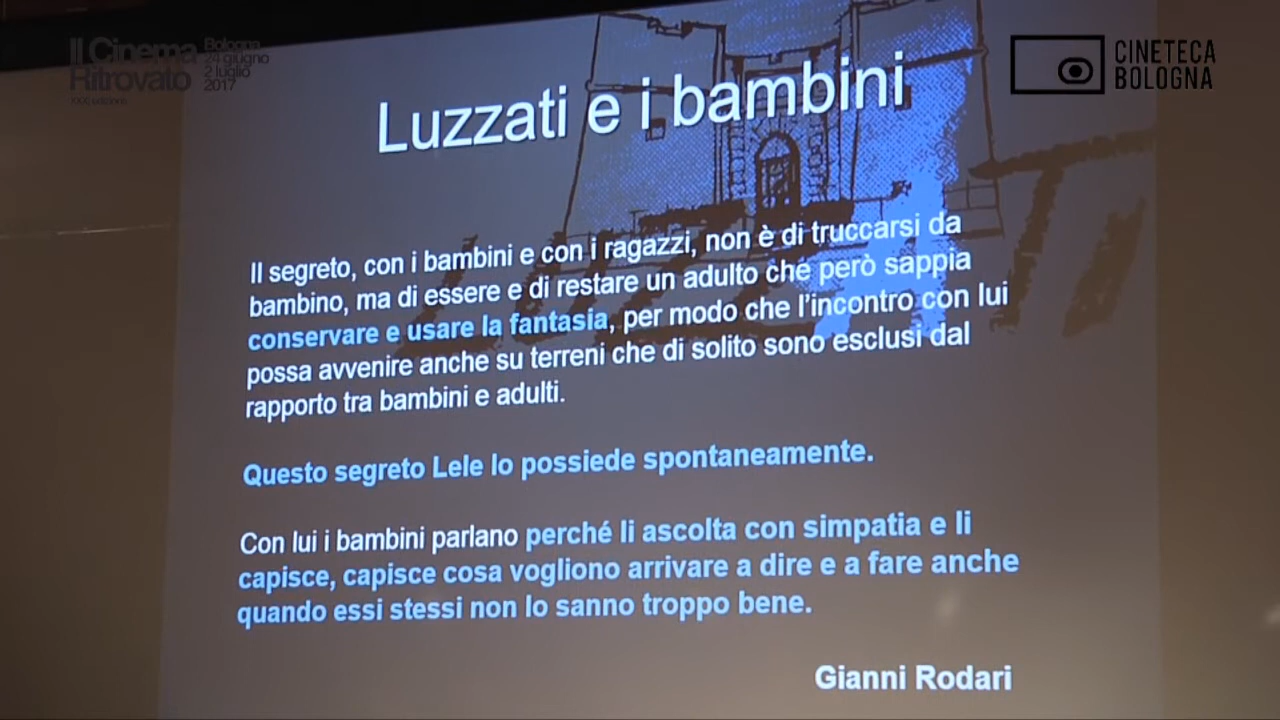 Il Cinema
Ritrovato
Bologna
24 giugno
2 luglio
2017
XXXI edizione
CINETECA
BOLOGNA
Luzzati e i bambini
Il segreto, con i bambini e con i ragazzi, non è di truccarsi da
bambino, ma di essere e di restare un adulto che però sappia
conservare e usare la fantasia, per modo che l'incontro con lui
possa avvenire anche su terreni che di solito sono esclusi dal
rapporto tra bambini e adulti.
Questo segreto Lele lo possiede spontaneamente.
Con lui i bambini parlano perché li ascolta con simpatia e li
capisce, capisce cosa vogliono arrivare a dire e a fare anche
quando essi stessi non lo sanno troppo bene.
Gianni Rodari